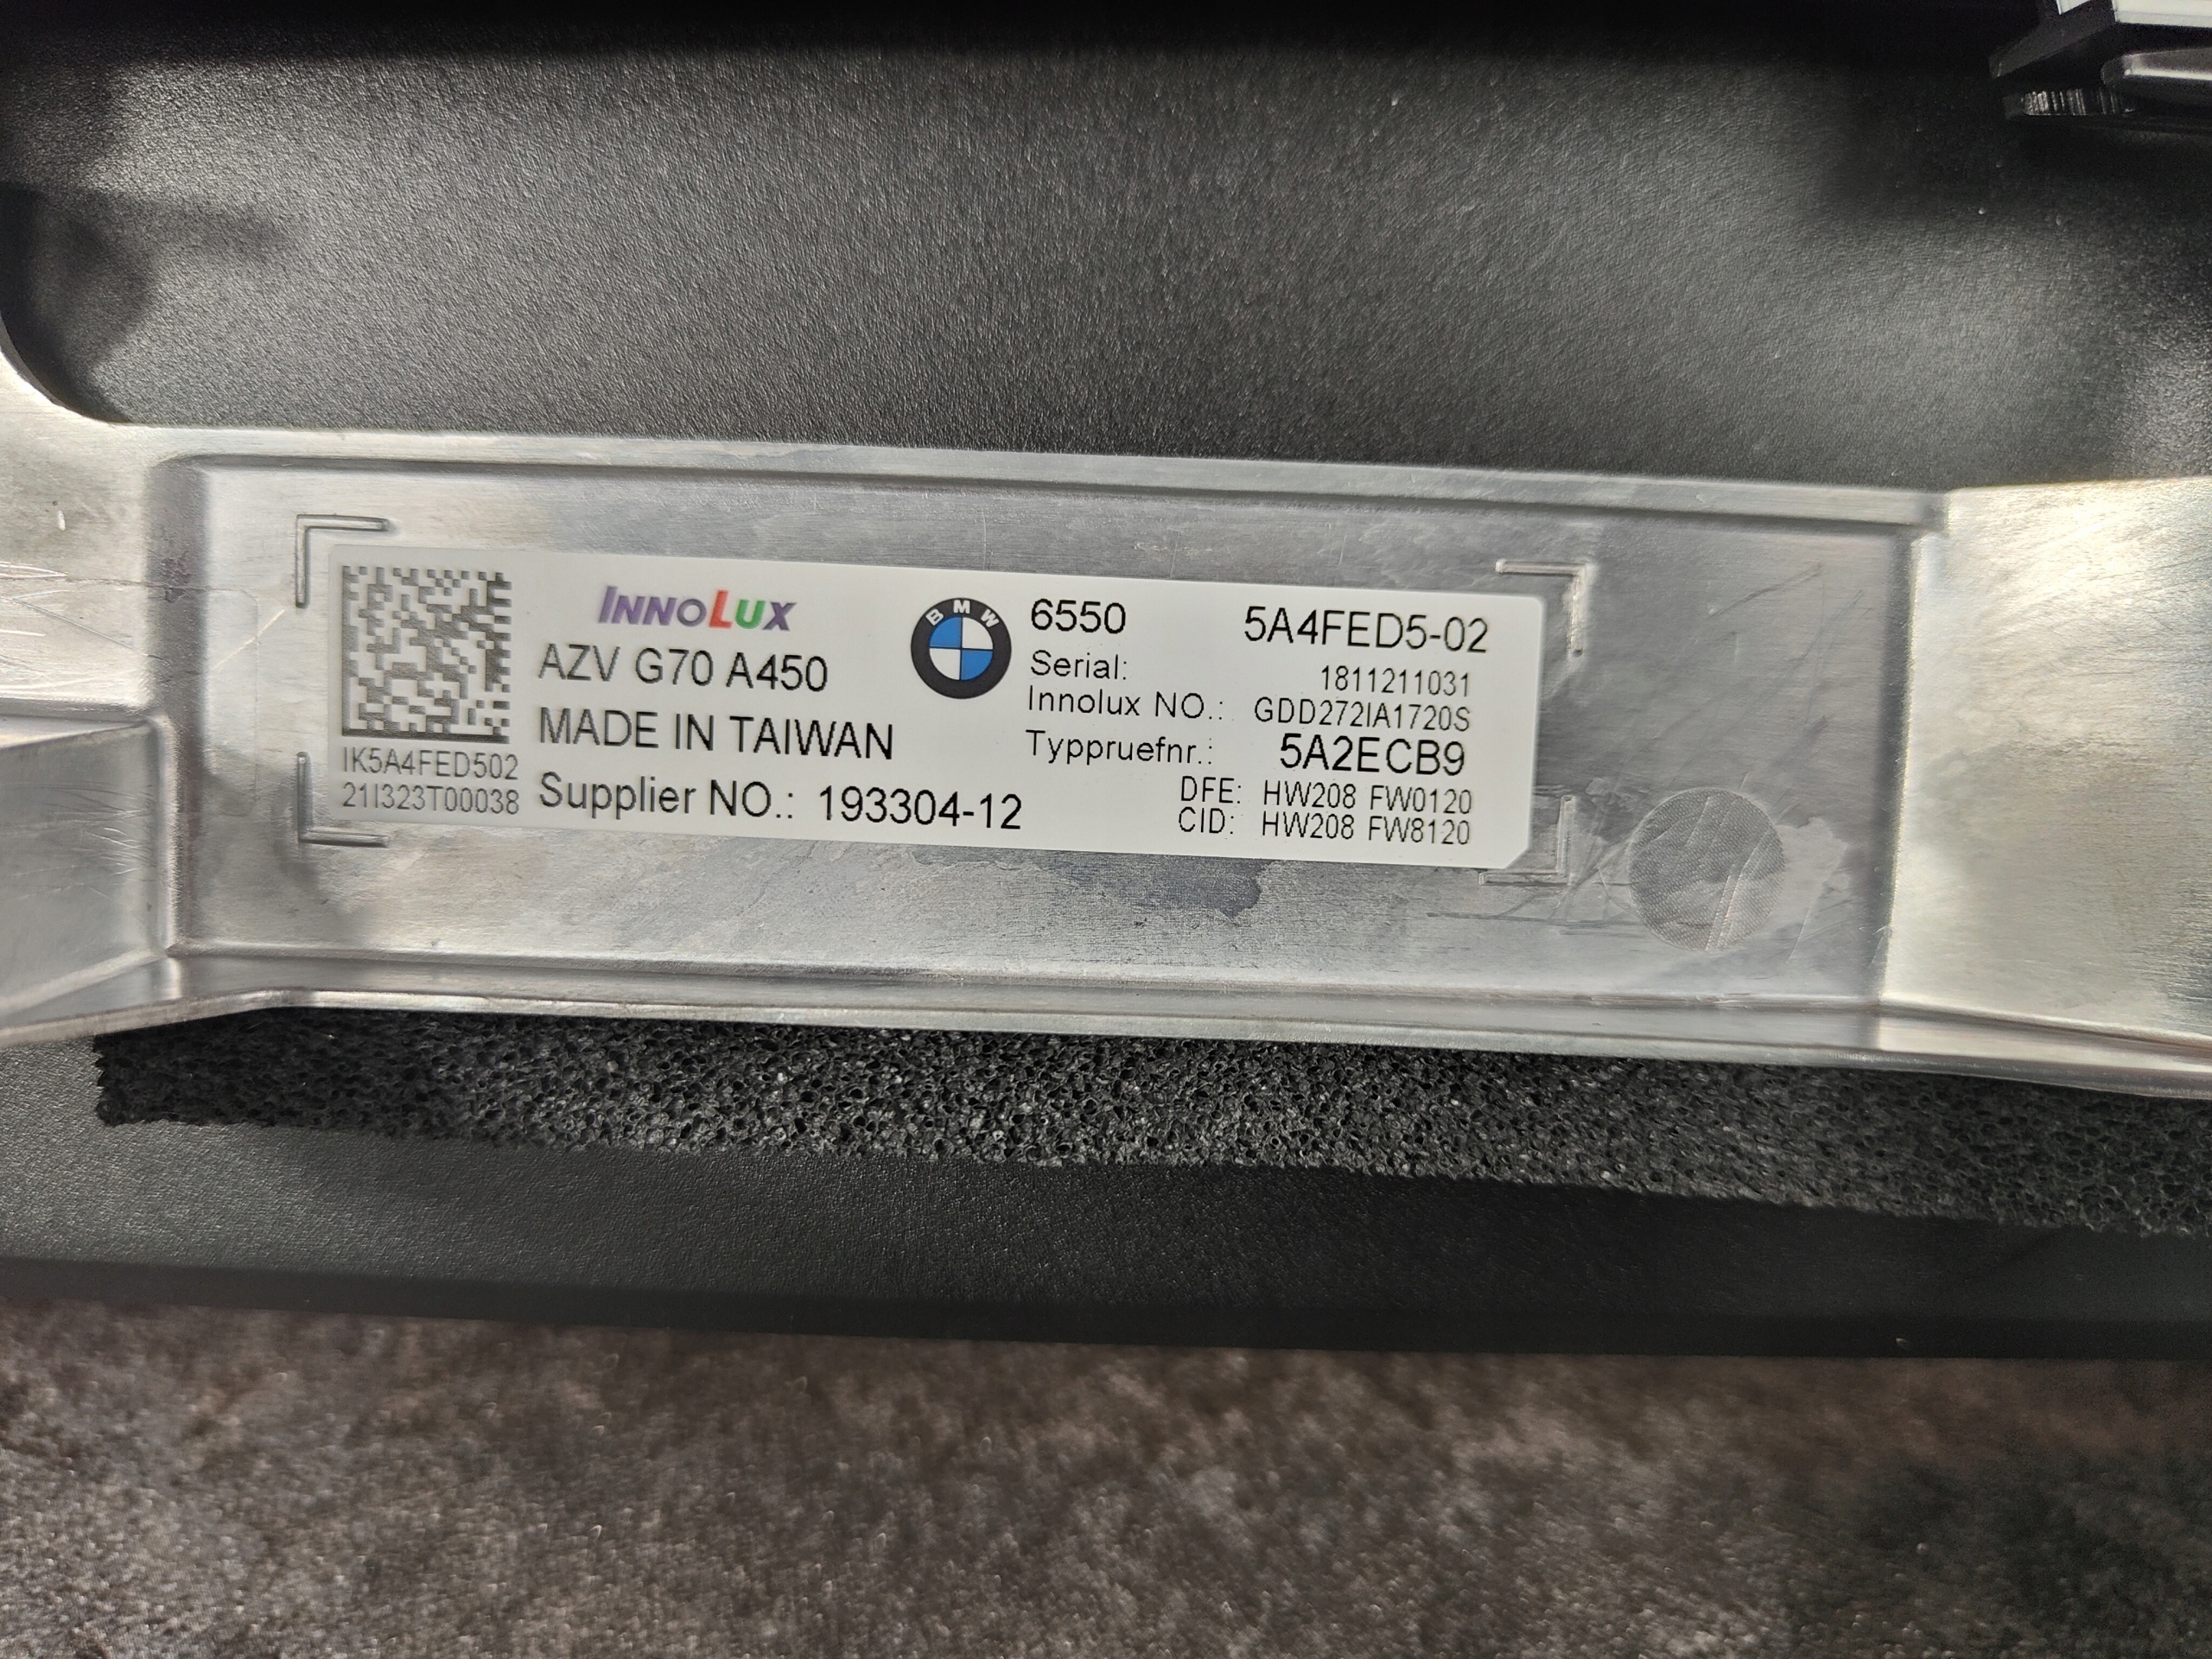 INNOLUX
AZV G70 A450
MADE IN TAIWAN
Supplier NO.: 193304-12
IK5A4FED502
21I323T00038
BMW
6550 5A4FED5-02
Serial: 1811211031
Innolux NO.: GDD272IA1720S
Typpruefnr.: 5A2ECB9
DFE: HW208 FW0120
CID: HW208 FW8120